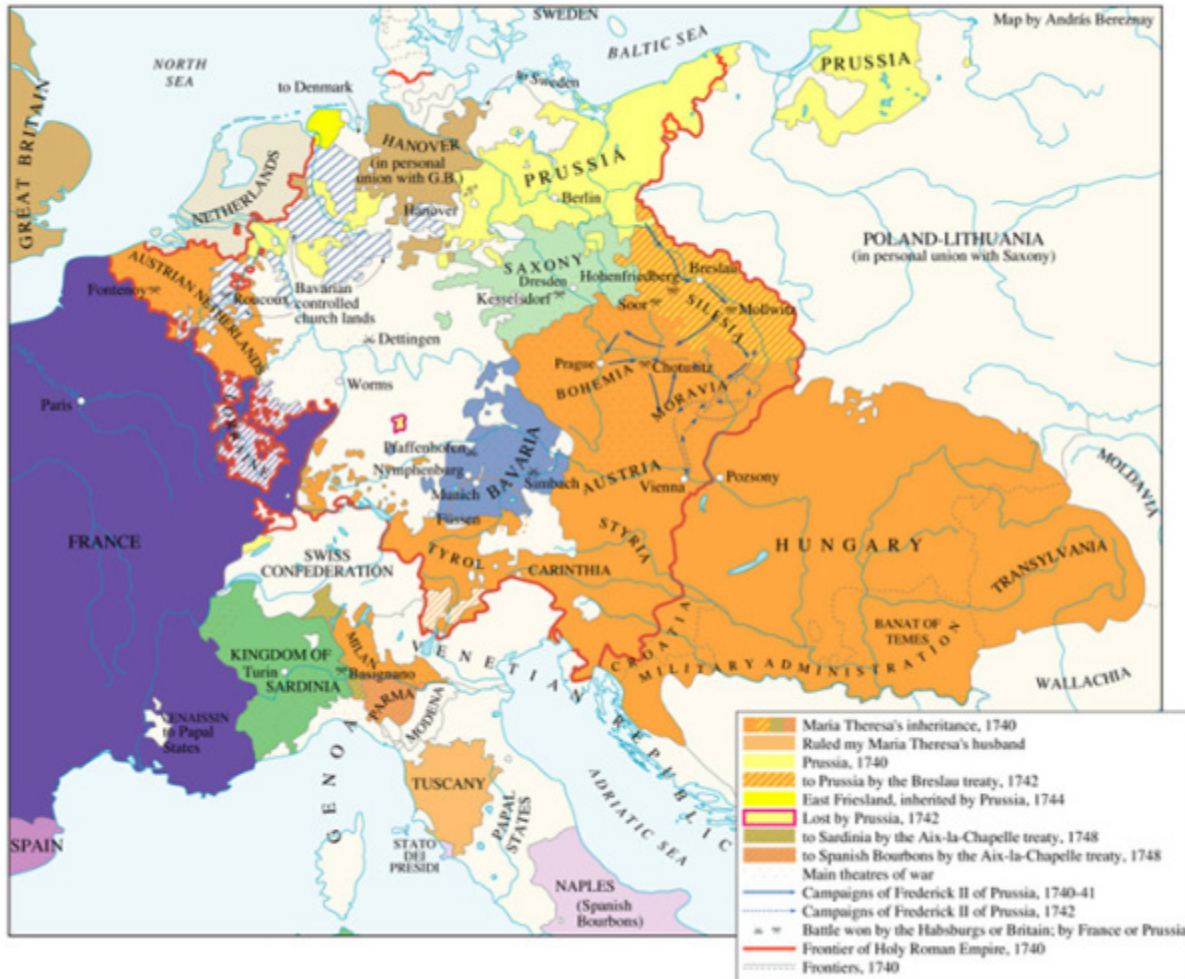 SWEDEN
Map by András Bereznay
NORTH
SEA
BALTIC SEA
PRUSSIA
to Denmark
to Sweden
GREAT BRITAIN
NETHERLANDS
HANOVER
(in personal
union with G.B.)
Hanover
PRUSSIA
Berlin
POLAND-LITHUANIA
(in personal union with Saxony)
AUSTRIAN NETHERLANDS
Fontenoy
Roucoux
Bavarian
controlled
church lands
SAXONY
Dresden
Kesselsdorf
Hohenfriedberg
Breslau
Soor
Mollwitz
SILESIA
Dettingen
Prague
Chotusitz
BOHEMIA
MORAVIA
Worms
Paris
LORRAINE
Pfaffenhofen
Nymphenburg
Munich
BAVARIA
Simbach
Füssen
AUSTRIA
Vienna
Pozsony
MOLDAVIA
FRANCE
SWISS
CONFEDERATION
TYROL
STYRIA
CARINTHIA
HUNGARY
TRANSYLVANIA
BANAT OF
TEMES
CROATIA
MILITARY ADMINISTRATION
WALLACHIA
KINGDOM OF
Turin
SARDINIA
MILAN
Basignano
PARMA
MODENA
VENETIAN REPUBLIC
VENAISSIN
to Papal
States
GENOA
TUSCANY
PAPAL
STATES
ADRIATIC SEA
STATO
DEI
PRESIDI
SPAIN
NAPLES
(Spanish
Bourbons)
Maria Theresa's inheritance, 1740
Ruled my Maria Theresa's husband
Prussia, 1740
to Prussia by the Breslau treaty, 1742
East Friesland, inherited by Prussia, 1744
Lost by Prussia, 1742
to Sardinia by the Aix-la-Chapelle treaty, 1748
to Spanish Bourbons by the Aix-la-Chapelle treaty, 1748
Main theatres of war
Campaigns of Frederick II of Prussia, 1740-41
Campaigns of Frederick II of Prussia, 1742
Battle won by the Habsburgs or Britain; by France or Prussia
Frontier of Holy Roman Empire, 1740
Frontiers, 1740